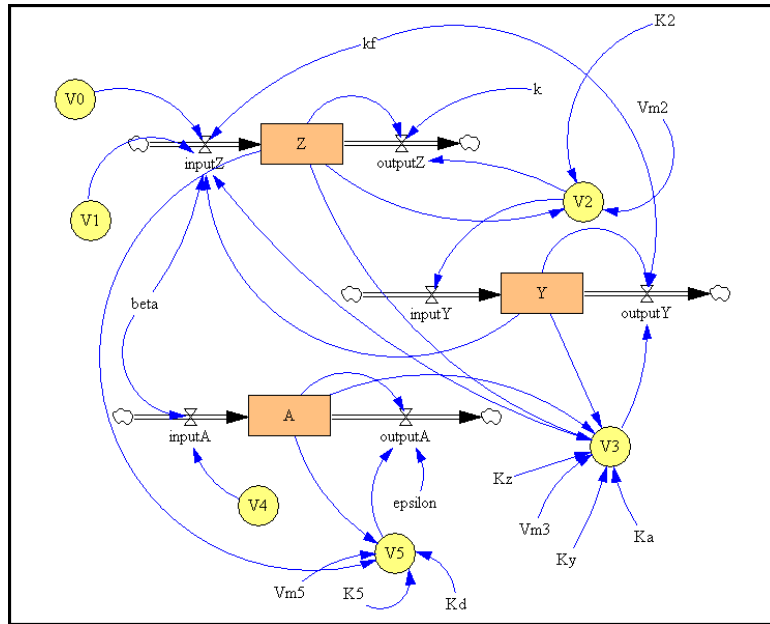 K2
kf
Vm2
V0
k
Z
inputZ
outputZ
V2
V1
beta
Y
inputY
outputY
A
inputA
outputA
V3
Kz
epsilon
V4
Vm3
Ka
Ky
V5
Vm5
K5
Kd